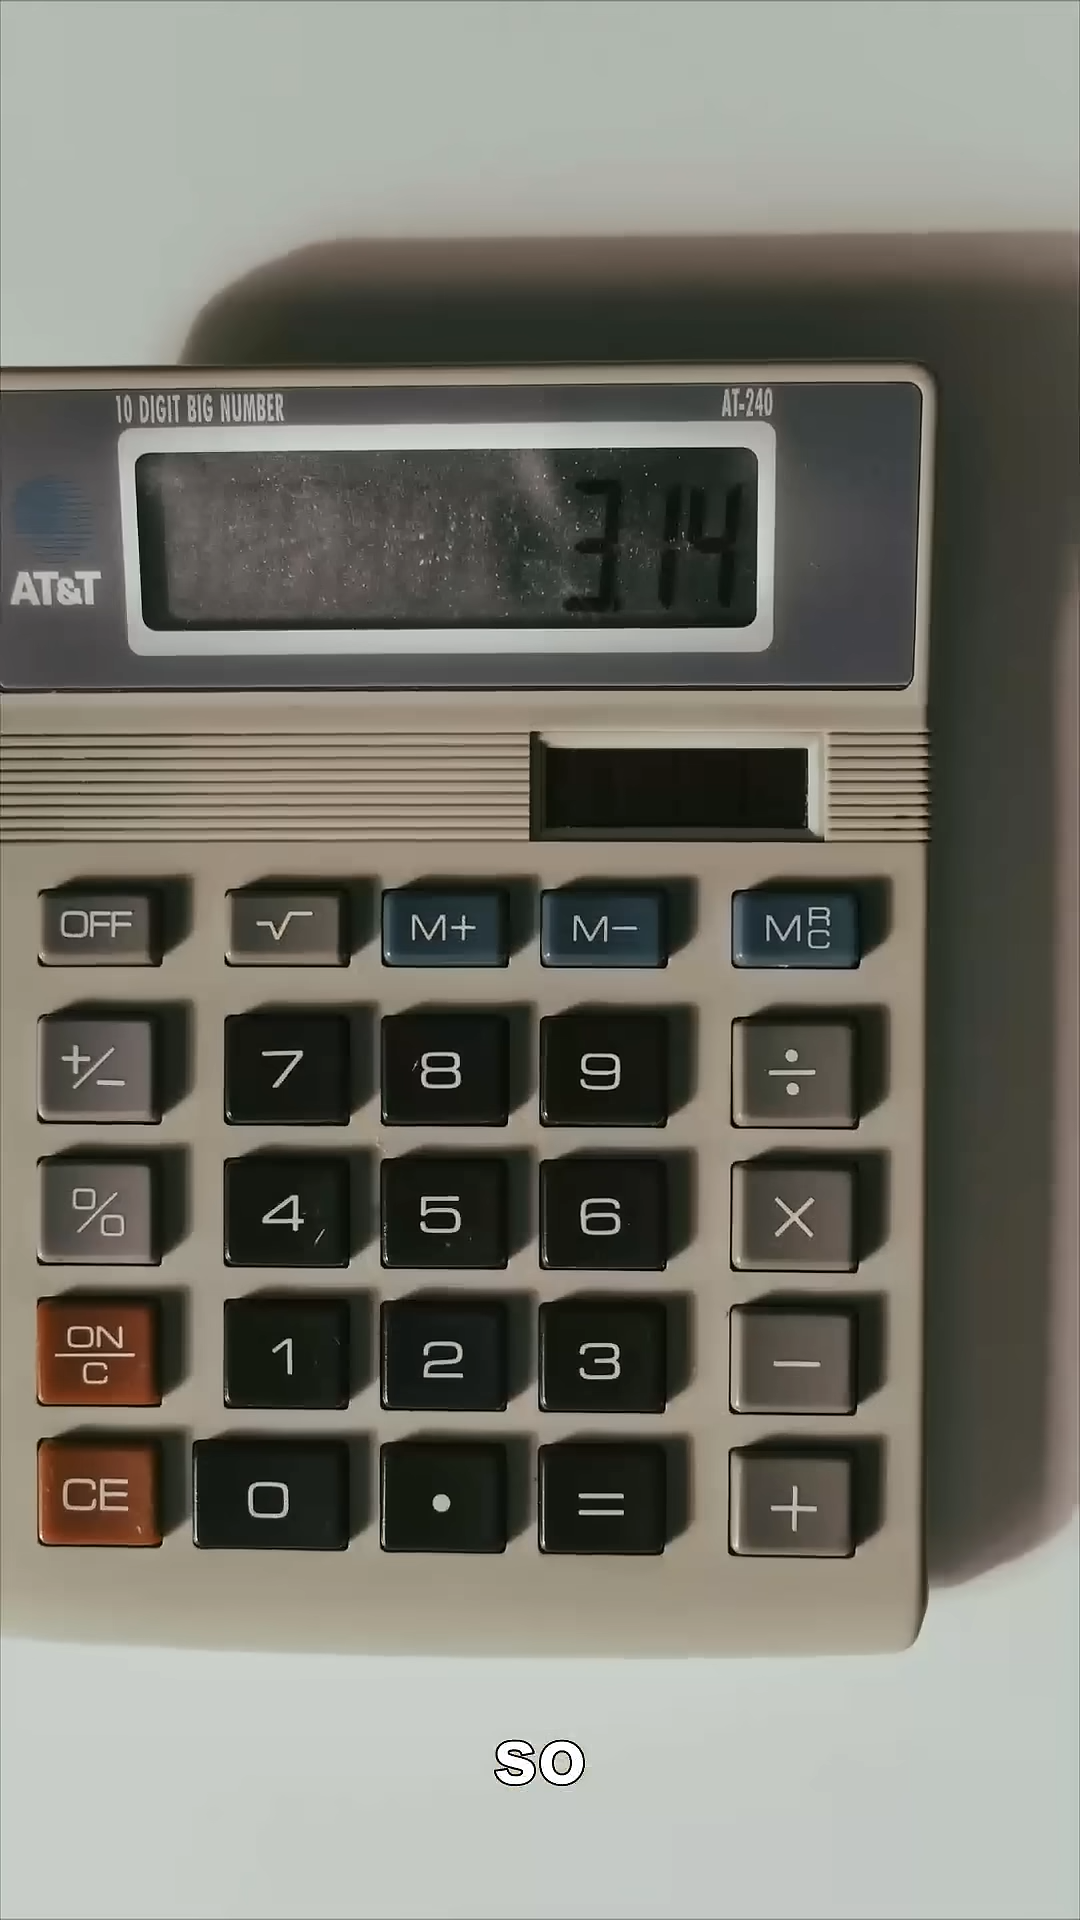 10 DIGIT BIG NUMBER AT-240
3.14
AT&T
OFF √ M+ M− MRC
+/− 7 8 9 ÷
% 4 5 6 ×
ON/C 1 2 3 −
CE 0 • = +
SO